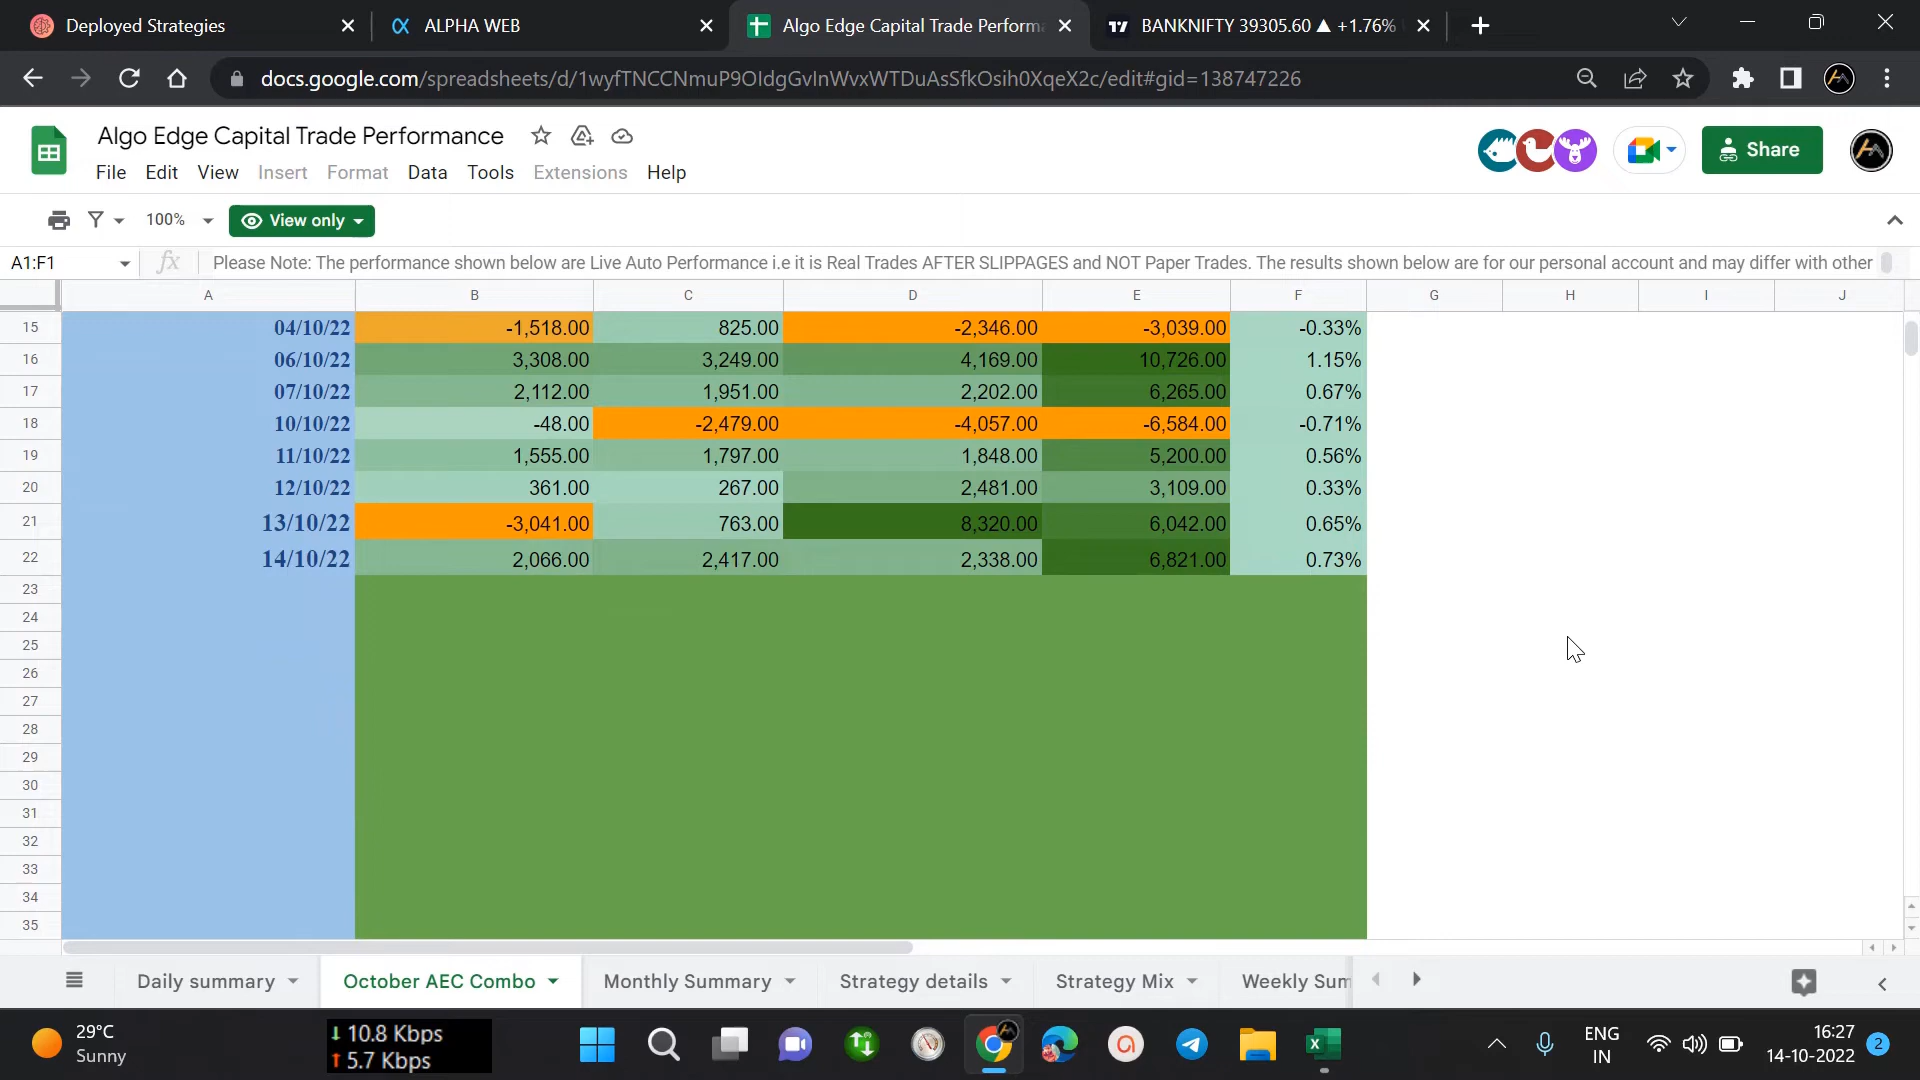 Deployed Strategies
ALPHA WEB
Algo Edge Capital Trade Perform
BANKNIFTY 39305.60 ▲ +1.76%
docs.google.com/spreadsheets/d/1wyfTNCCNmuP9OIdgGvInWvxWTDuAsSfkOsih0XqeX2c/edit#gid=138747226
Algo Edge Capital Trade Performance
File Edit View Insert Format Data Tools Extensions Help
Share
100%
View only
A1:F1
fx
Please Note: The performance shown below are Live Auto Performance i.e it is Real Trades AFTER SLIPPAGES and NOT Paper Trades. The results shown below are for our personal account and may differ with other
A B C D E F G H I J
15 04/10/22 -1,518.00 825.00 -2,346.00 -3,039.00 -0.33%
16 06/10/22 3,308.00 3,249.00 4,169.00 10,726.00 1.15%
17 07/10/22 2,112.00 1,951.00 2,202.00 6,265.00 0.67%
18 10/10/22 -48.00 -2,479.00 -4,057.00 -6,584.00 -0.71%
19 11/10/22 1,555.00 1,797.00 1,848.00 5,200.00 0.56%
20 12/10/22 361.00 267.00 2,481.00 3,109.00 0.33%
21 13/10/22 -3,041.00 763.00 8,320.00 6,042.00 0.65%
22 14/10/22 2,066.00 2,417.00 2,338.00 6,821.00 0.73%
23
24
25
26
27
28
29
30
31
32
33
34
35
Daily summary October AEC Combo Monthly Summary Strategy details Strategy Mix Weekly Sum
29°C
Sunny
↓ 10.8 Kbps
↑ 5.7 Kbps
ENG
IN
16:27
14-10-2022
2